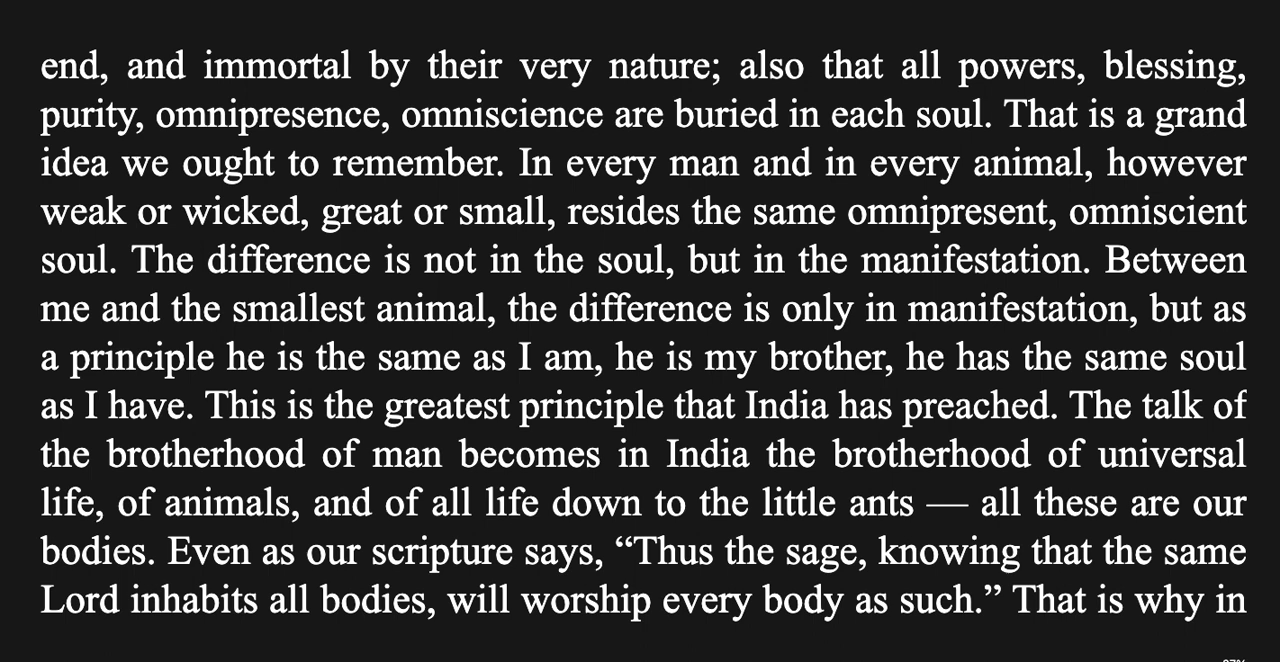 end, and immortal by their very nature; also that all powers, blessing,
purity, omnipresence, omniscience are buried in each soul. That is a grand
idea we ought to remember. In every man and in every animal, however
weak or wicked, great or small, resides the same omnipresent, omniscient
soul. The difference is not in the soul, but in the manifestation. Between
me and the smallest animal, the difference is only in manifestation, but as
a principle he is the same as I am, he is my brother, he has the same soul
as I have. This is the greatest principle that India has preached. The talk of
the brotherhood of man becomes in India the brotherhood of universal
life, of animals, and of all life down to the little ants — all these are our
bodies. Even as our scripture says, “Thus the sage, knowing that the same
Lord inhabits all bodies, will worship every body as such.” That is why in